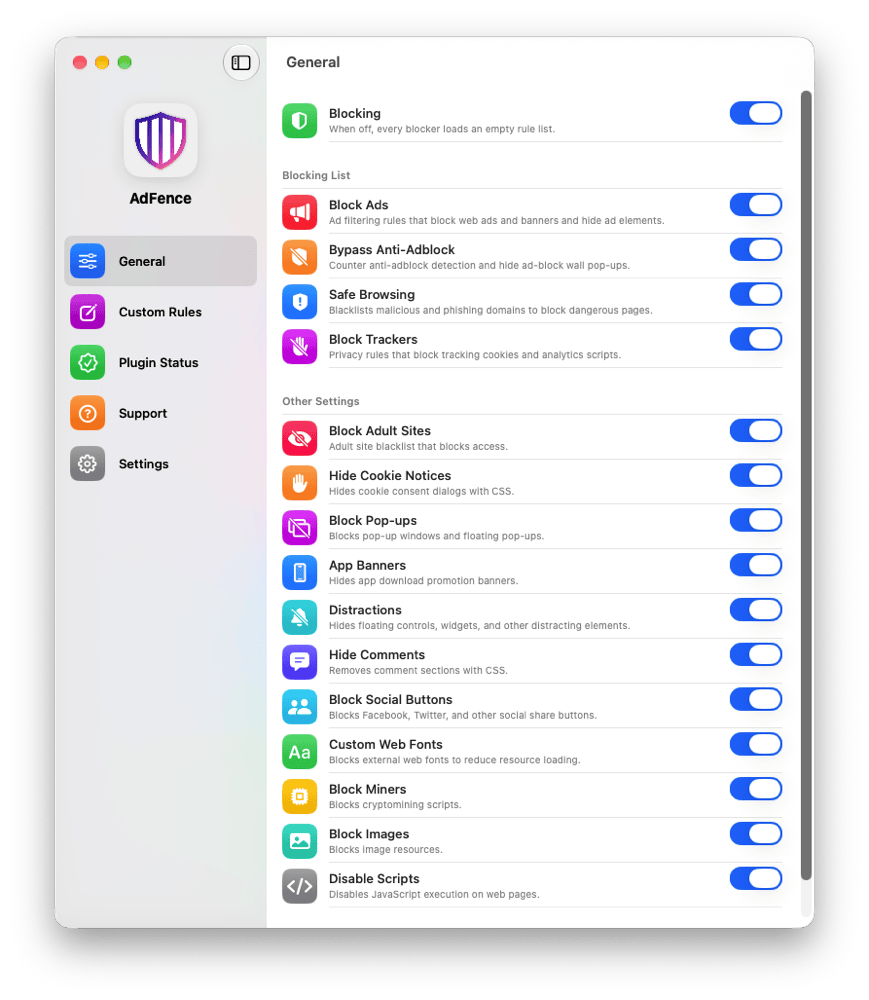 General
AdFence
General
Custom Rules
Plugin Status
Support
Settings
Blocking
When off, every blocker loads an empty rule list.
Blocking List
Block Ads
Ad filtering rules that block web ads and banners and hide ad elements.
Bypass Anti-Adblock
Counter anti-adblock detection and hide ad-block wall pop-ups.
Safe Browsing
Blacklists malicious and phishing domains to block dangerous pages.
Block Trackers
Privacy rules that block tracking cookies and analytics scripts.
Other Settings
Block Adult Sites
Adult site blacklist that blocks access.
Hide Cookie Notices
Hides cookie consent dialogs with CSS.
Block Pop-ups
Blocks pop-up windows and floating pop-ups.
App Banners
Hides app download promotion banners.
Distractions
Hides floating controls, widgets, and other distracting elements.
Hide Comments
Removes comment sections with CSS.
Block Social Buttons
Blocks Facebook, Twitter, and other social share buttons.
Aa
Custom Web Fonts
Blocks external web fonts to reduce resource loading.
Block Miners
Blocks cryptomining scripts.
Block Images
Blocks image resources.
Disable Scripts
Disables JavaScript execution on web pages.